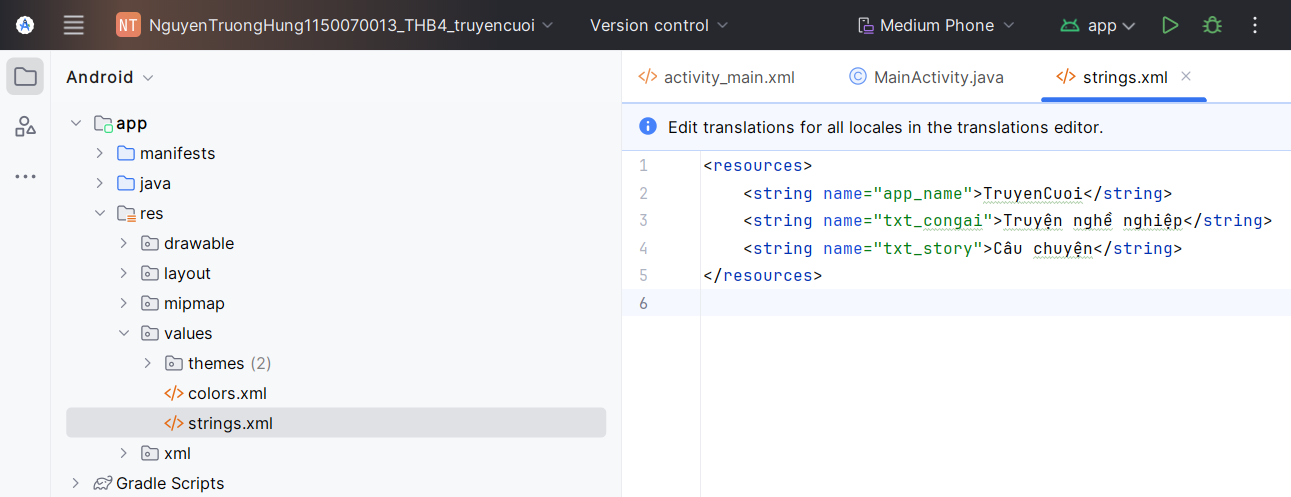 NT NguyenTruongHung1150070013_THB4_truyencuoi Version control Medium Phone app
Android
app
manifests
java
res
drawable
layout
mipmap
values
themes (2)
colors.xml
strings.xml
xml
Gradle Scripts
activity_main.xml MainActivity.java strings.xml
Edit translations for all locales in the translations editor.
1 <resources>
2 <string name="app_name">TruyenCuoi</string>
3 <string name="txt_congai">Truyện nghề nghiệp</string>
4 <string name="txt_story">Câu chuyện</string>
5 </resources>
6